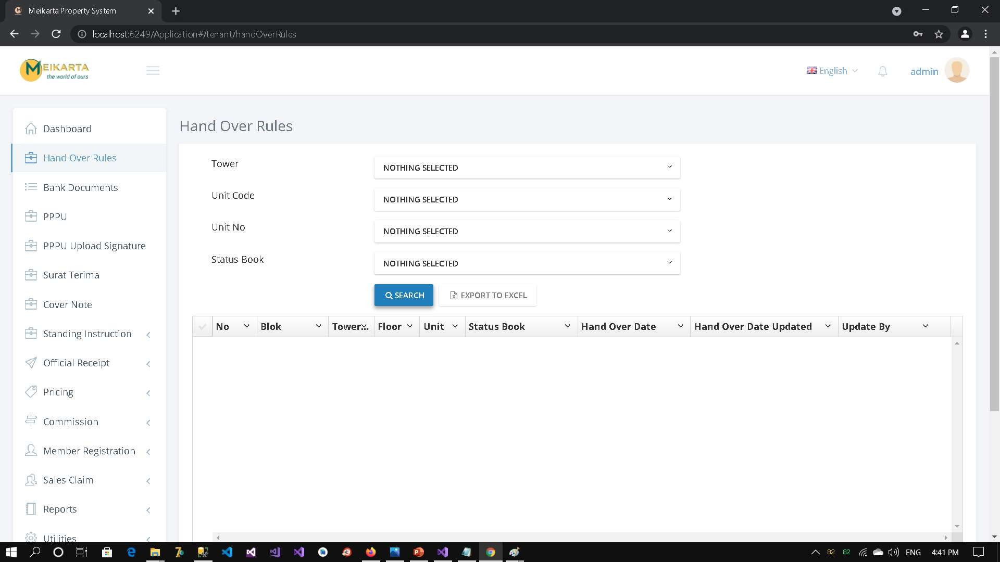 Meikarta Property System
localhost:6249/Application#/tenant/handOverRules
MEIKARTA
the world of ours
English
admin
Dashboard
Hand Over Rules
Bank Documents
PPPU
PPPU Upload Signature
Surat Terima
Cover Note
Standing Instruction
Official Receipt
Pricing
Commission
Member Registration
Sales Claim
Reports
Utilities
Hand Over Rules
Tower NOTHING SELECTED
Unit Code NOTHING SELECTED
Unit No NOTHING SELECTED
Status Book NOTHING SELECTED
SEARCH EXPORT TO EXCEL
No Blok Tower... Floor Unit Status Book Hand Over Date Hand Over Date Updated Update By
82 82 ENG 4:41 PM